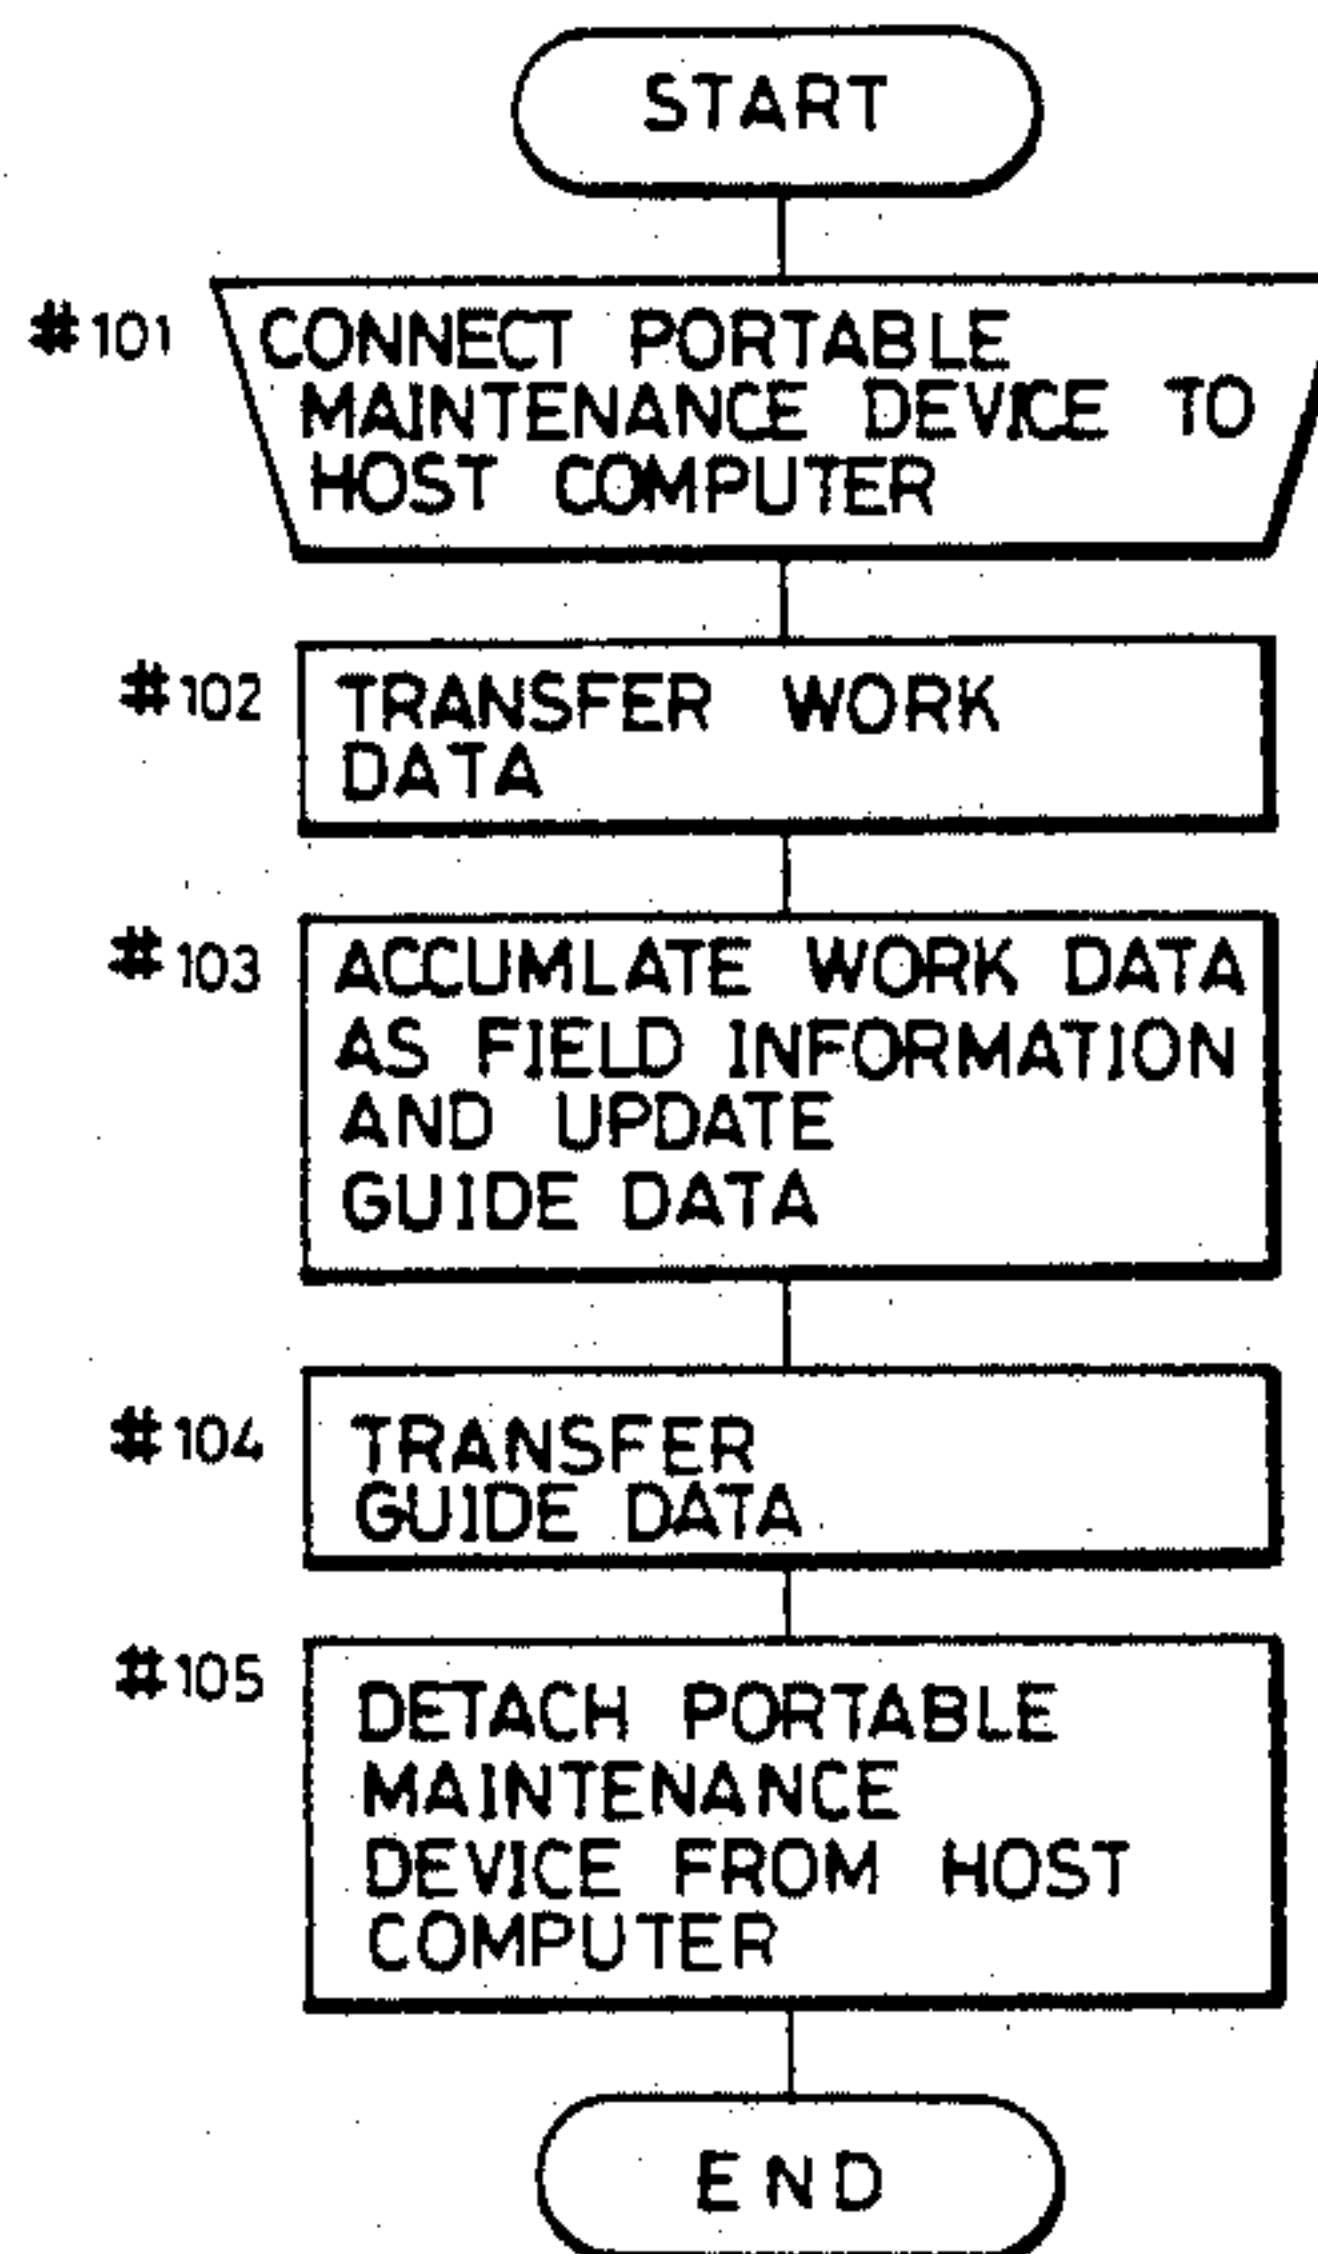 START
#101
CONNECT PORTABLE
MAINTENANCE DEVICE TO
HOST COMPUTER
#102
TRANSFER WORK
DATA
#103
ACCUMLATE WORK DATA
AS FIELD INFORMATION
AND UPDATE
GUIDE DATA
#104
TRANSFER
GUIDE DATA
#105
DETACH PORTABLE
MAINTENANCE
DEVICE FROM HOST
COMPUTER
END